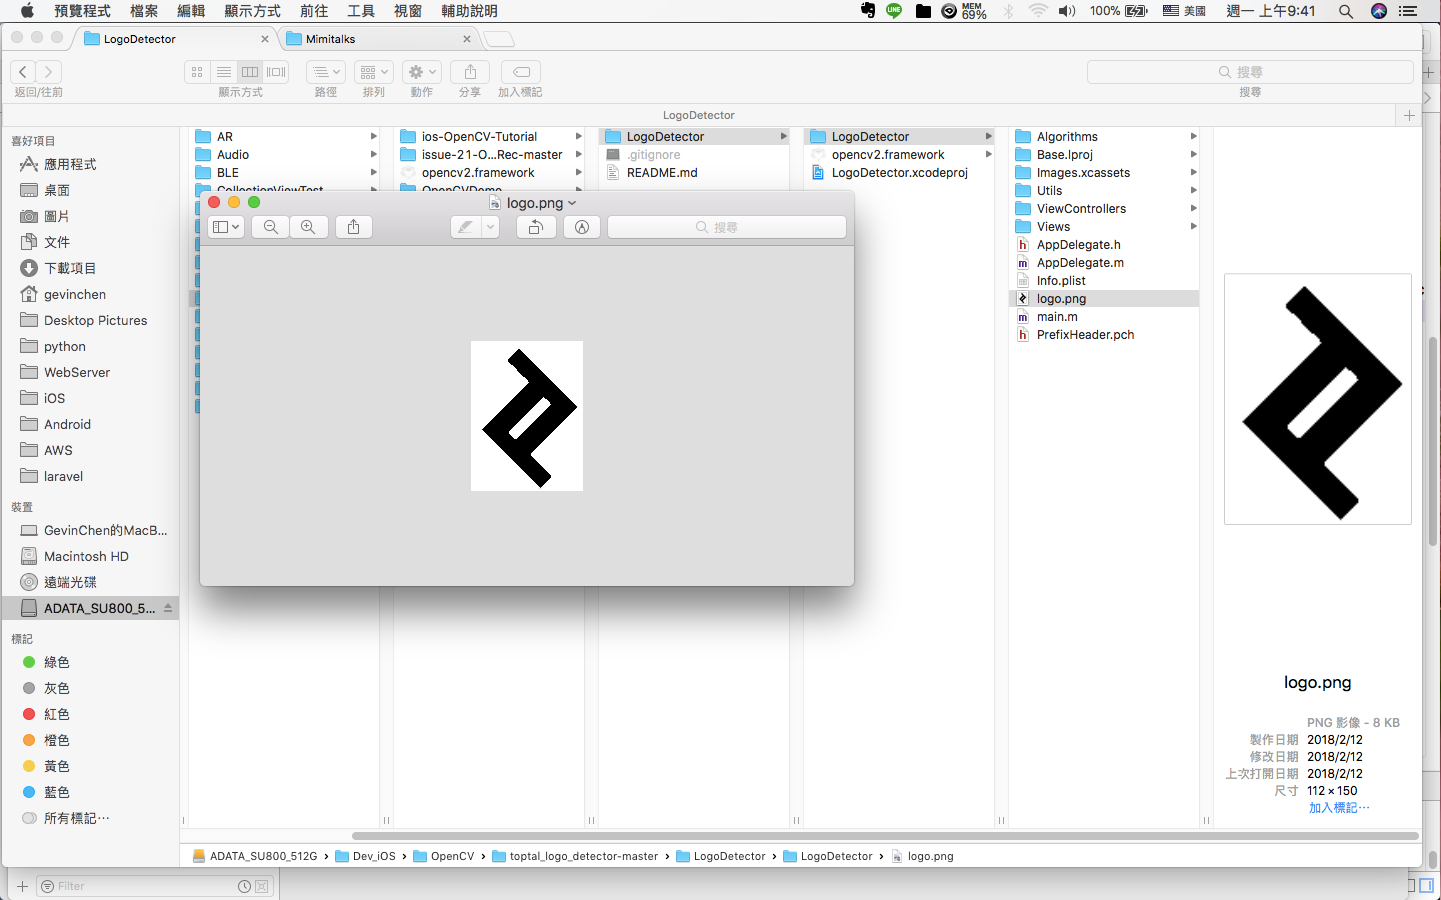 預覽程式 檔案 編輯 顯示方式 前往 工具 視窗 輔助說明 LINE MEM 69% 100% 美國 週一 上午9:41
LogoDetector Mimitalks
返回/往前 顯示方式 路徑 排列 動作 分享 加入標記 搜尋
搜尋
LogoDetector
喜好項目
應用程式
桌面
圖片
文件
下載項目
gevinchen
Desktop Pictures
python
WebServer
iOS
Android
AWS
laravel
裝置
GevinChen的MacB...
Macintosh HD
遠端光碟
ADATA_SU800_5...
標記
綠色
灰色
紅色
橙色
黃色
藍色
所有標記⋯
AR
Audio
BLE
CollectionViewTest
ios-OpenCV-Tutorial
issue-21-O...Rec-master
opencv2.framework
OpenCVDemo
LogoDetector
.gitignore
README.md
LogoDetector
opencv2.framework
LogoDetector.xcodeproj
Algorithms
Base.lproj
Images.xcassets
Utils
ViewControllers
Views
AppDelegate.h
AppDelegate.m
Info.plist
logo.png
main.m
PrefixHeader.pch
logo.png
搜尋
logo.png
PNG 影像 - 8 KB
製作日期 2018/2/12
修改日期 2018/2/12
上次打開日期 2018/2/12
尺寸 112 × 150
加入標記⋯
ADATA_SU800_512G › Dev_iOS › OpenCV › toptal_logo_detector-master › LogoDetector › LogoDetector › logo.png
Filter